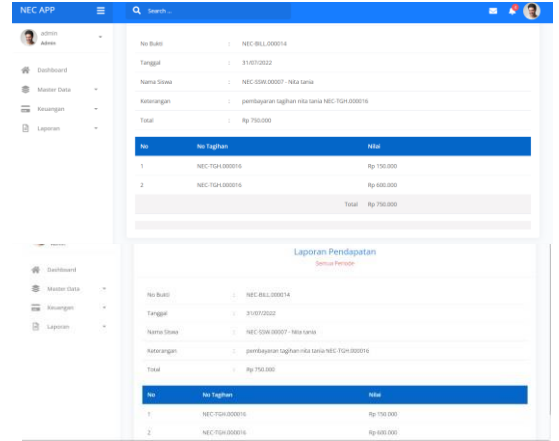 NEC APP
Search ...
admin
Admin
Dashboard
Master Data
Keuangan
Laporan
No Bukti : NEC-BILL.000014
Tanggal : 31/07/2022
Nama Siswa : NEC-SSW.00007 - Nita tania
Keterangan : pembayaran tagihan nita tania NEC-TGH.000016
Total : Rp 750.000
No No Tagihan Nilai
1 NEC-TGH.000016 Rp 150.000
2 NEC-TGH.000016 Rp 600.000
Total Rp 750.000
Dashboard
Master Data
Keuangan
Laporan
Laporan Pendapatan
Semua Periode
No Bukti : NEC-BILL.000014
Tanggal : 31/07/2022
Nama Siswa : NEC-SSW.00007 - Nita tania
Keterangan : pembayaran tagihan nita tania NEC-TGH.000016
Total : Rp 750.000
No No Tagihan Nilai
1 NEC-TGH.000016 Rp 150.000
2 NEC-TGH.000016 Rp 600.000